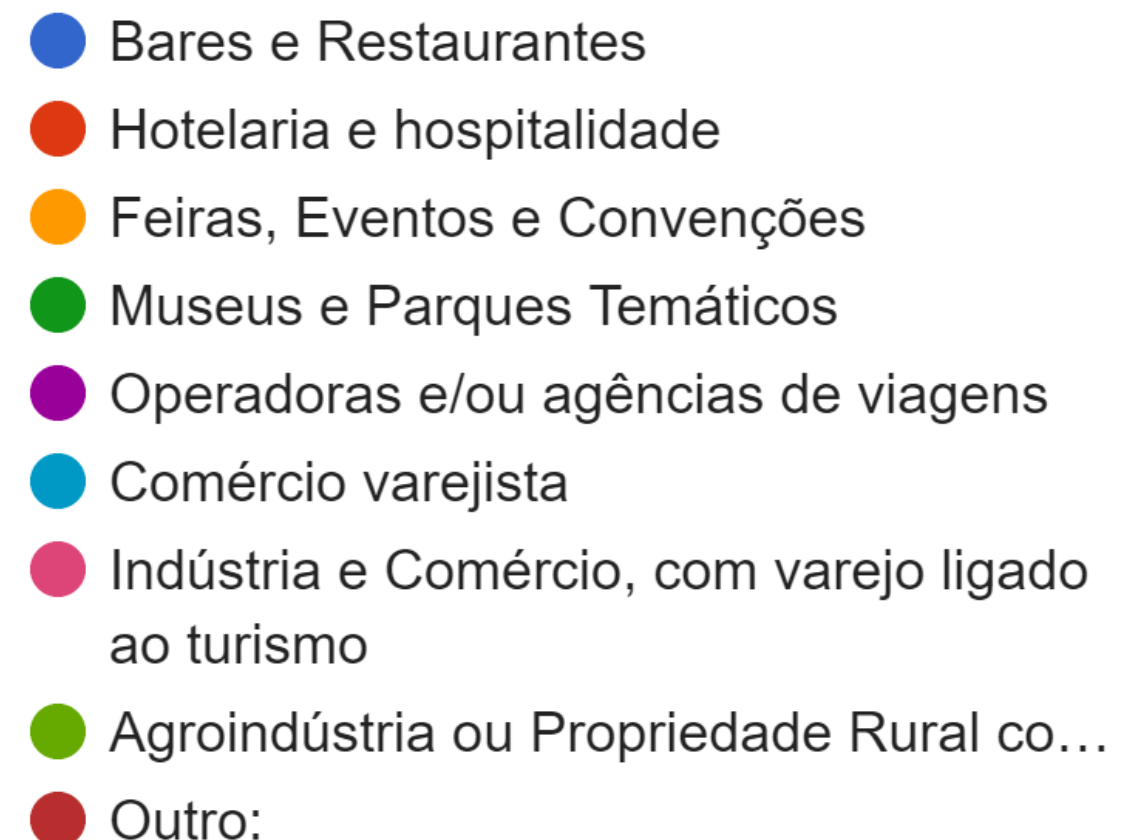 Bares e Restaurantes
Hotelaria e hospitalidade
Feiras, Eventos e Convenções
Museus e Parques Temáticos
Operadoras e/ou agências de viagens
Comércio varejista
Indústria e Comércio, com varejo ligado
ao turismo
Agroindústria ou Propriedade Rural co...
Outro: